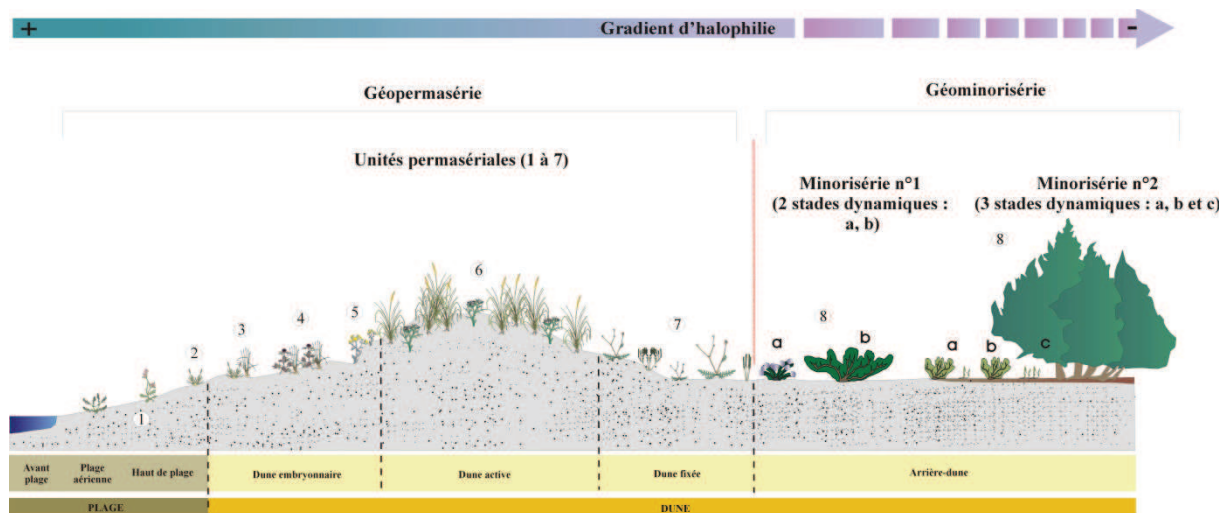 + Gradient d'halophilie -
Géopermasérie
Géominorisérie
Unités permasériales (1 à 7)
Minorisérie n°1
(2 stades dynamiques :
a, b)
Minorisérie n°2
(3 stades dynamiques : a, b et c)
1
2
3
4
5
6
7
8
a
b
8
a
b
c
Avant
plage
Plage
aérienne
Haut de plage
Dune embryonnaire
Dune active
Dune fixée
Arrière-dune
PLAGE
DUNE